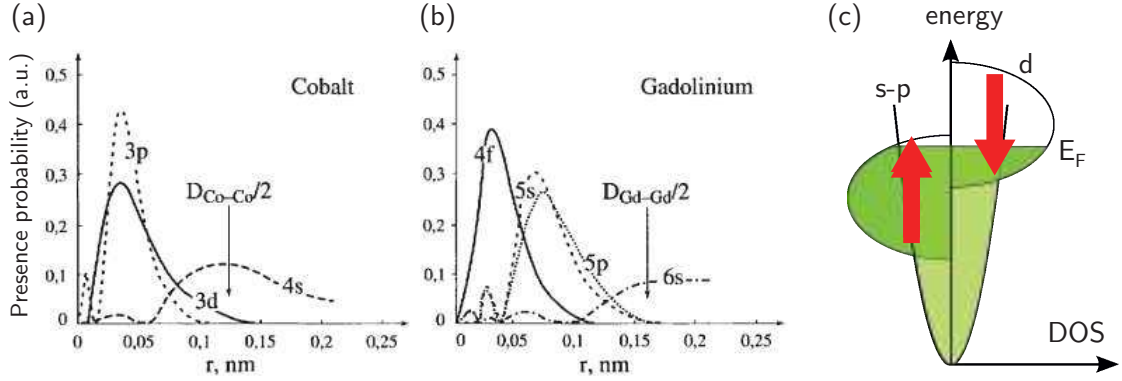 (a)
Presence probability (a.u.)
0,5
0,4
0,3
0,2
0,1
0
Cobalt
3p
D_Co–Co/2
3d
4s
0 0,05 0,1 0,15 0,2 0,25
r, nm
(b)
0,5
0,4
0,3
0,2
0,1
0
Gadolinium
4f
5s
D_Gd–Gd/2
5p
6s
0 0,05 0,1 0,15 0,2 0,25
r, nm
(c)
energy
d
s-p
E_F
DOS